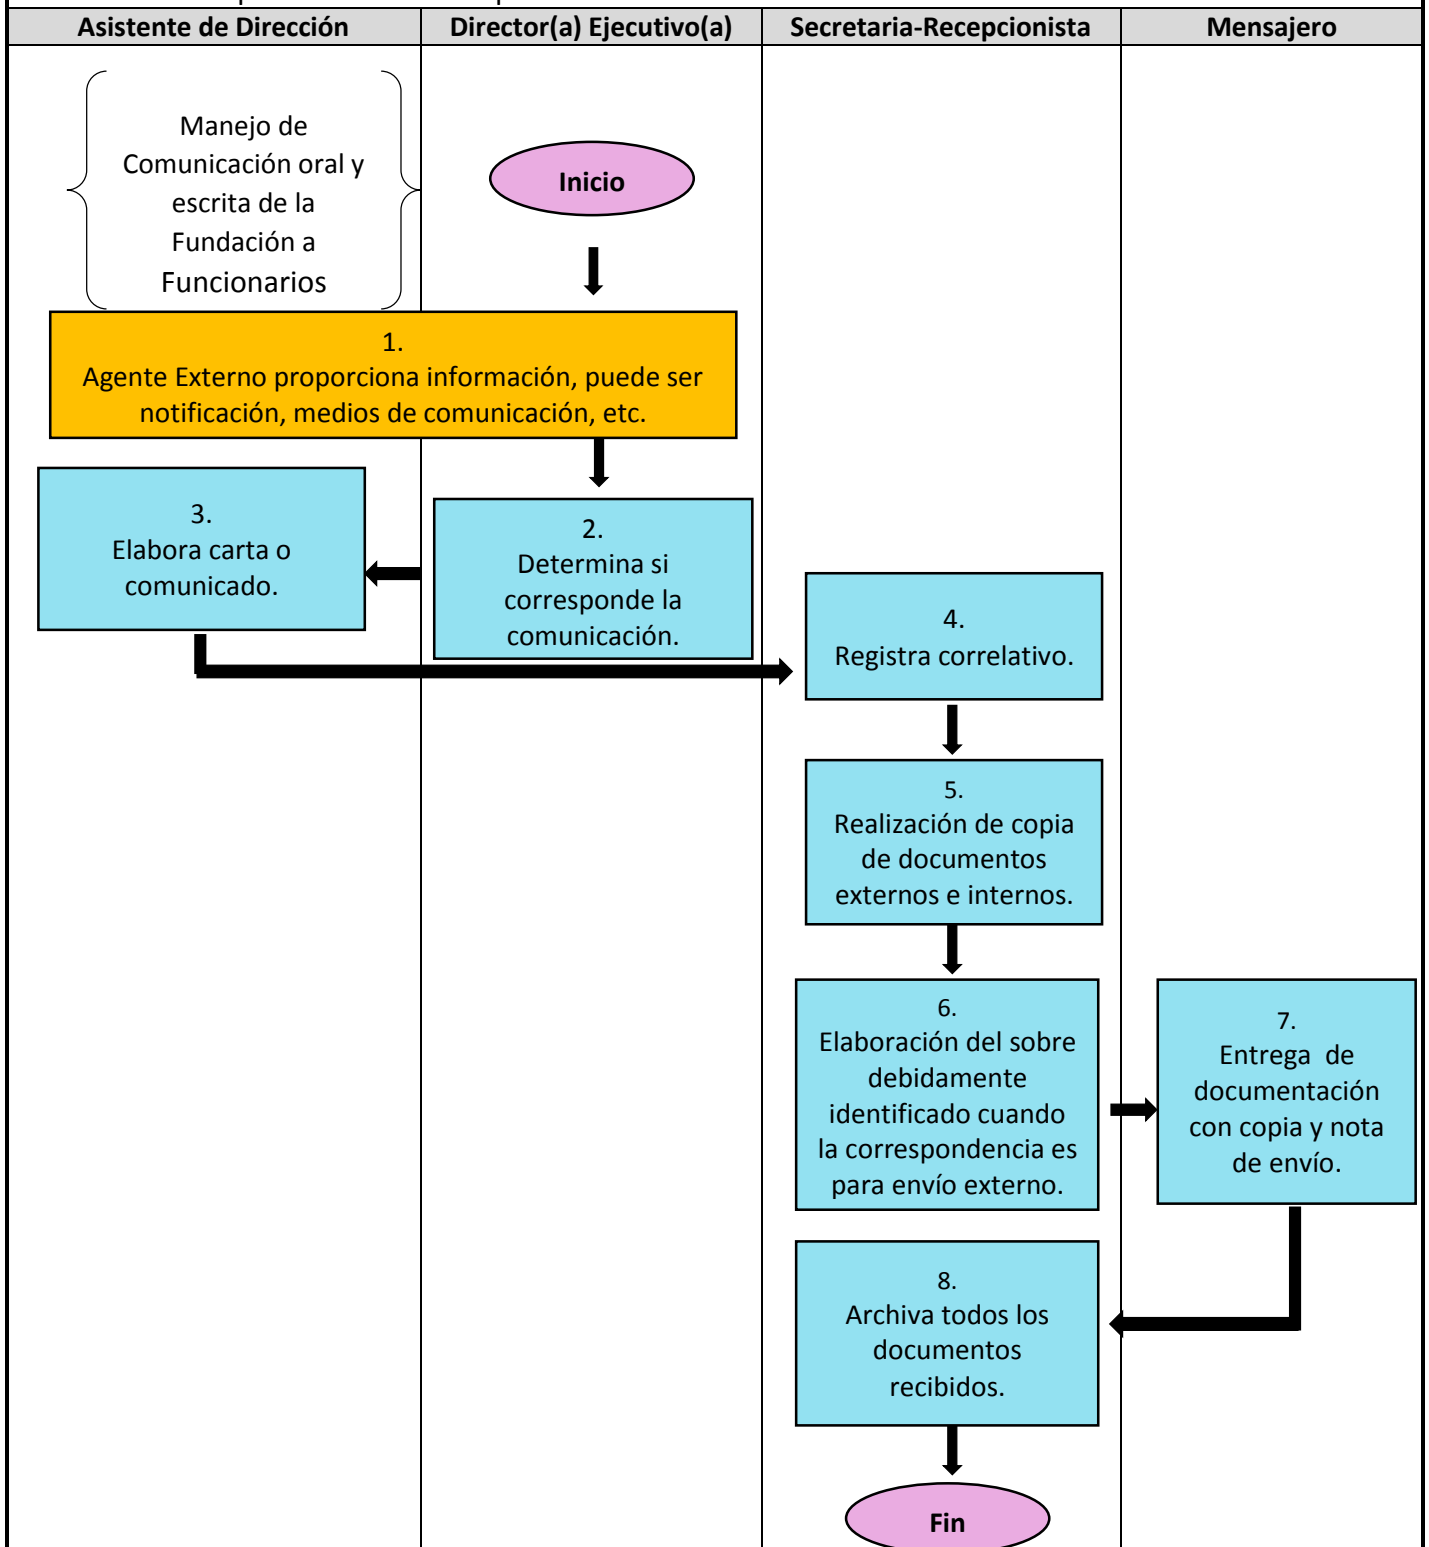 Asistente de Dirección
Director(a) Ejecutivo(a)
Secretaria-Recepcionista
Mensajero
Manejo de
Comunicación oral y
escrita de la
Fundación a
Funcionarios
Inicio
1.
Agente Externo proporciona información, puede ser
notificación, medios de comunicación, etc.
2.
Determina si
corresponde la
comunicación.
3.
Elabora carta o
comunicado.
4.
Registra correlativo.
5.
Realización de copia
de documentos
externos e internos.
6.
Elaboración del sobre
debidamente
identificado cuando
la correspondencia es
para envío externo.
7.
Entrega  de
documentación
con copia y nota
de envío.
8.
Archiva todos los
documentos
recibidos.
Fin